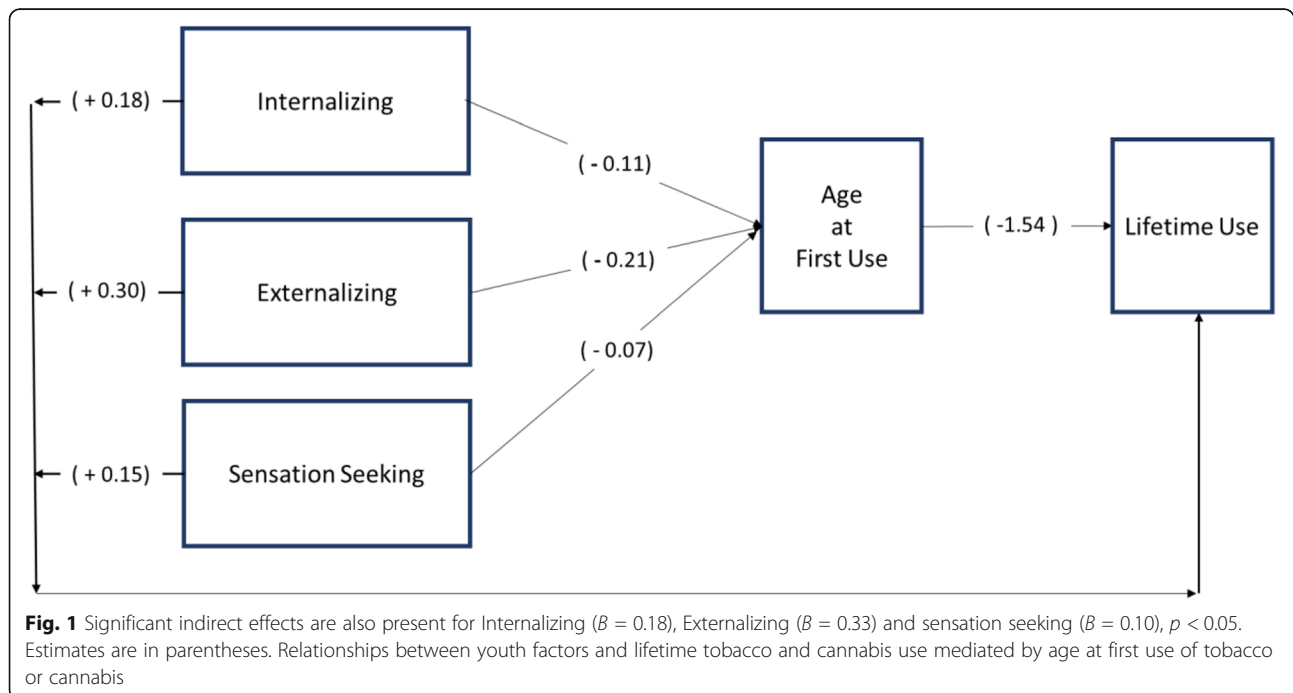 ( + 0.18)
Internalizing
( - 0.11)
Age
at
First Use
( -1.54 )
Lifetime Use
( - 0.21)
( + 0.30)
Externalizing
( - 0.07)
( + 0.15)
Sensation Seeking
Fig. 1 Significant indirect effects are also present for Internalizing (B = 0.18), Externalizing (B = 0.33) and sensation seeking (B = 0.10), p < 0.05.
Estimates are in parentheses. Relationships between youth factors and lifetime tobacco and cannabis use mediated by age at first use of tobacco
or cannabis